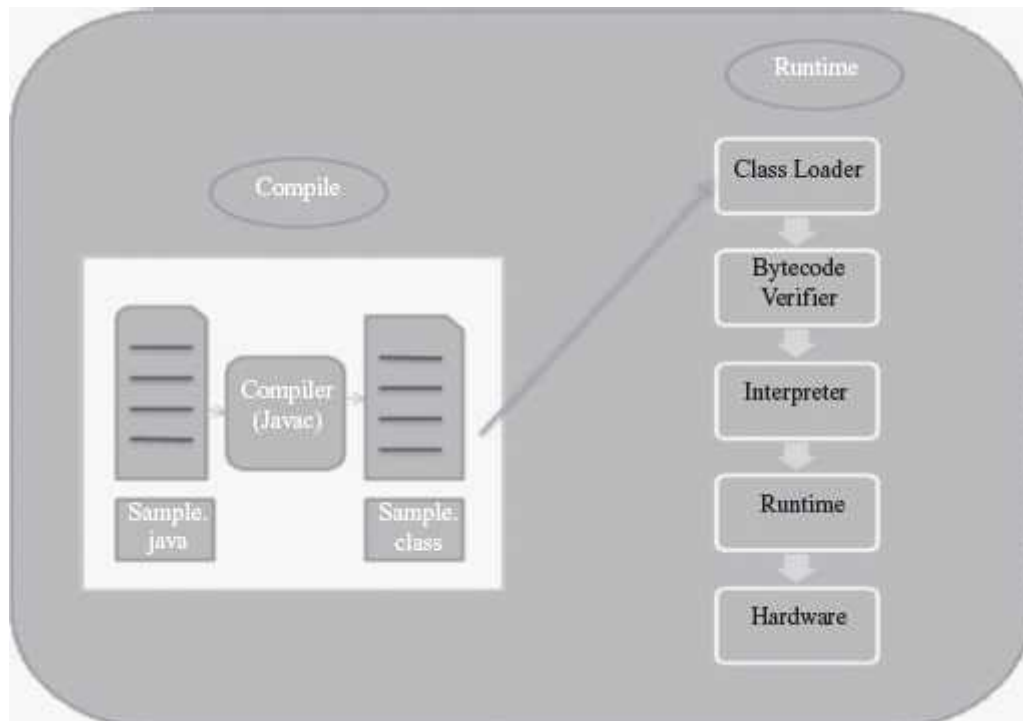 Compile
Compiler
(Javac)
Sample.
java
Sample.
class
Runtime
Class Loader
Bytecode
Verifier
Interpreter
Runtime
Hardware